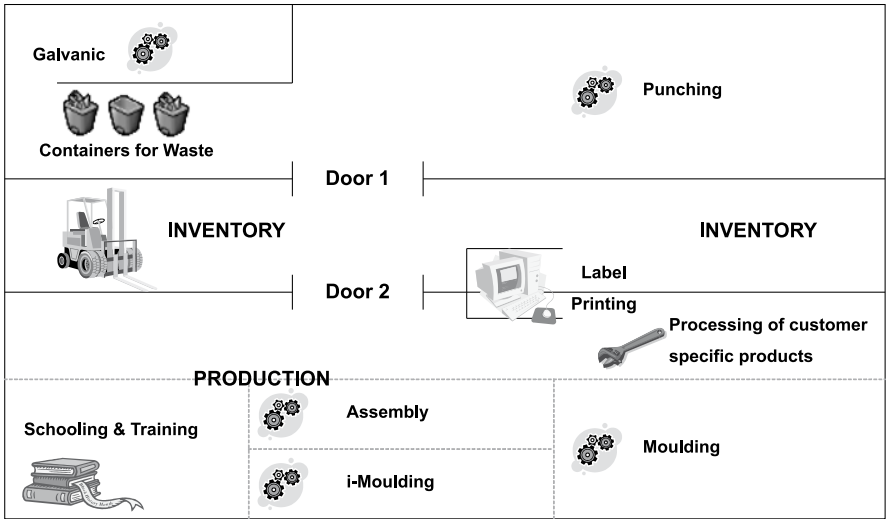 Galvanic
Punching
Containers for Waste
Door 1
INVENTORY
INVENTORY
Label
Door 2
Printing
Processing of customer
specific products
PRODUCTION
Assembly
Schooling & Training
Moulding
i-Moulding